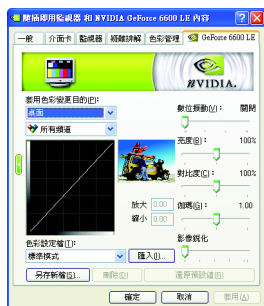 隨插即用監視器 和 NVIDIA GeForce 6600 LE 內容
一般
介面卡
監視器
疑難排解
色彩管理
GeForce 6600 LE
NVIDIA.
套用色彩變更目的(P):
桌面
所有頻道
數位振動(V):
關閉
亮度(B):
100%
對比度(C):
100%
放大
0.00
縮小
0.00
伽瑪(G):
1.00
影像銳化
色彩設定檔(T):
標準模式
匯入(I)...
另存新檔(S)...
刪除(D)
還原預設值(R)
確定
取消
套用(A)